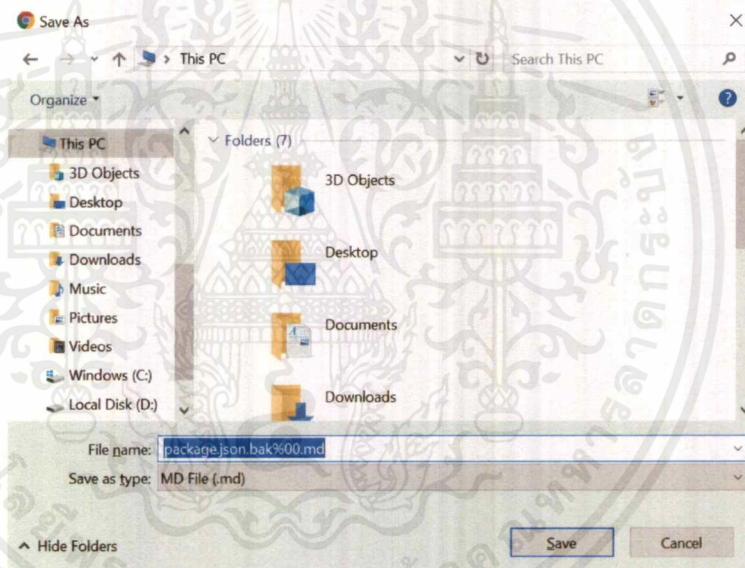 Save As
This PC
Search This PC
Organize
This PC
3D Objects
Desktop
Documents
Downloads
Music
Pictures
Videos
Windows (C:)
Local Disk (D:)
Folders (7)
3D Objects
Desktop
Documents
Downloads
File name: package.json.bak%00.md
Save as type: MD File (.md)
Hide Folders
Save
Cancel